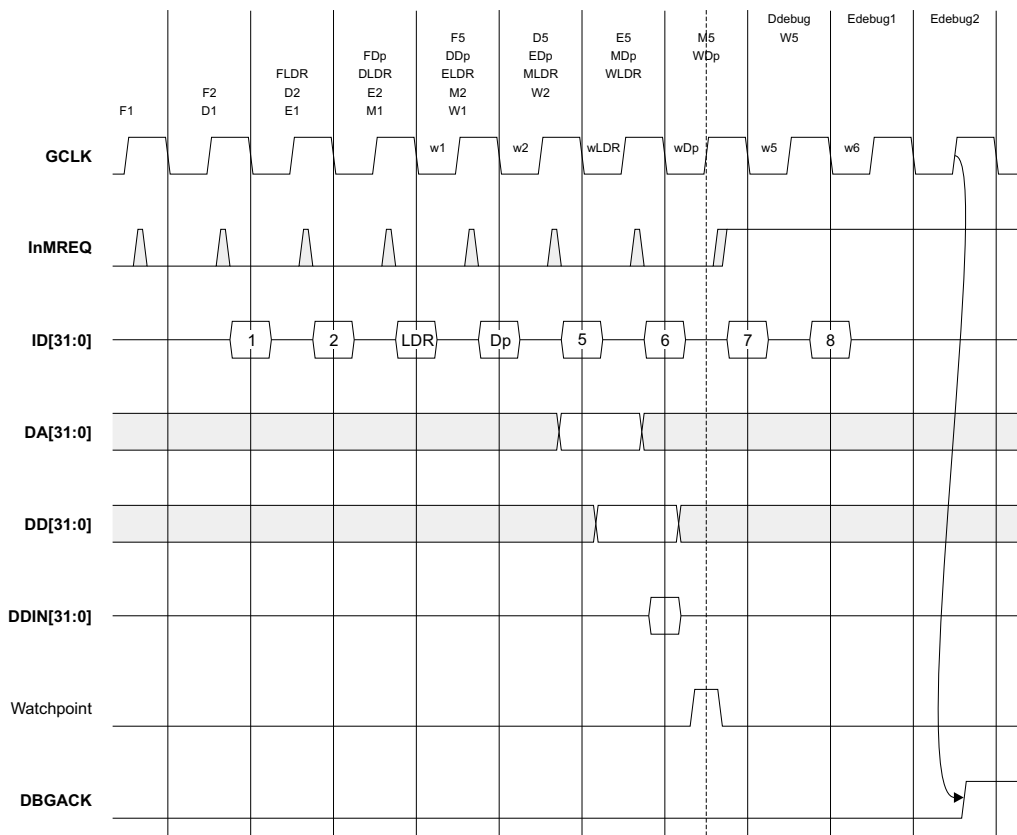 Ddebug Edebug1 Edebug2
F5 D5 E5 M5 W5
FDp DDp EDp MDp WDp
FLDR DLDR ELDR MLDR WLDR
F2 D2 E2 M2 W2
F1 D1 E1 M1 W1
GCLK w1 w2 wLDR wDp w5 w6
InMREQ
ID[31:0] 1 2 LDR Dp 5 6 7 8
DA[31:0]
DD[31:0]
DDIN[31:0]
Watchpoint
DBGACK